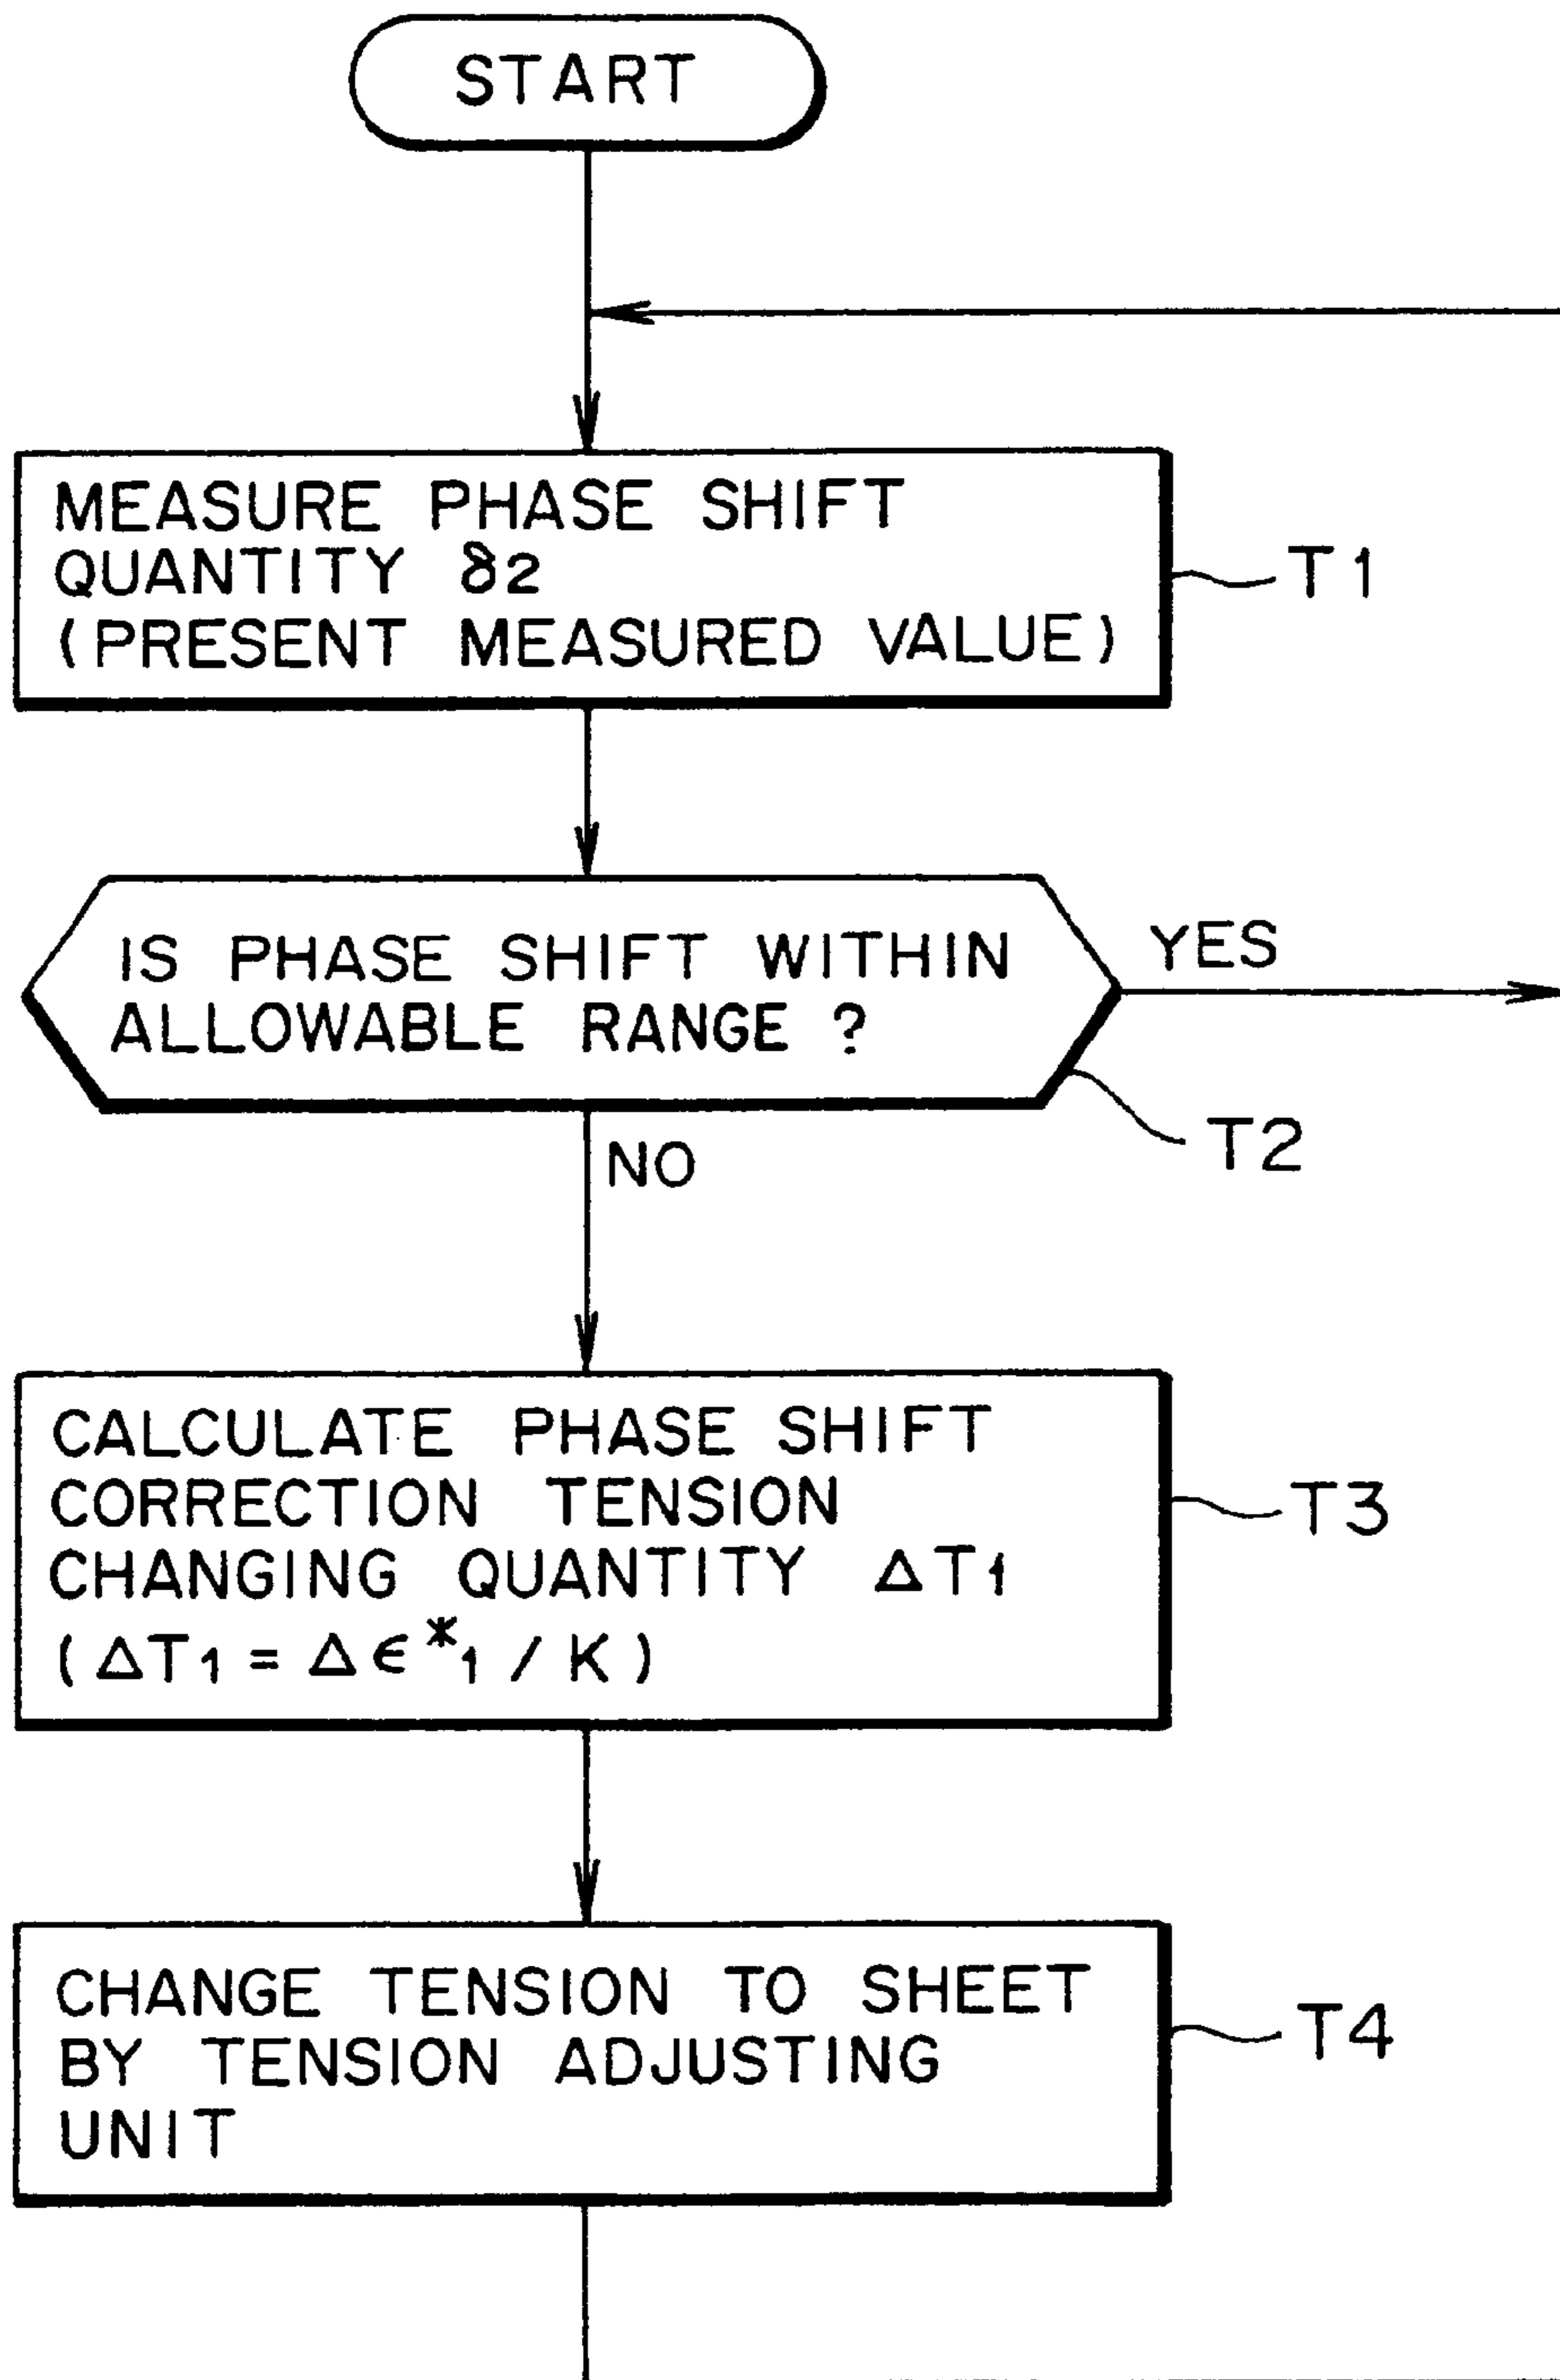 START
MEASURE PHASE SHIFT
QUANTITY δ2
(PRESENT MEASURED VALUE)
T1
IS PHASE SHIFT WITHIN
ALLOWABLE RANGE ?
YES
T2
NO
CALCULATE PHASE SHIFT
CORRECTION TENSION
CHANGING QUANTITY ΔT1
(ΔT1 = Δϵ*1 / K)
T3
CHANGE TENSION TO SHEET
BY TENSION ADJUSTING
UNIT
T4